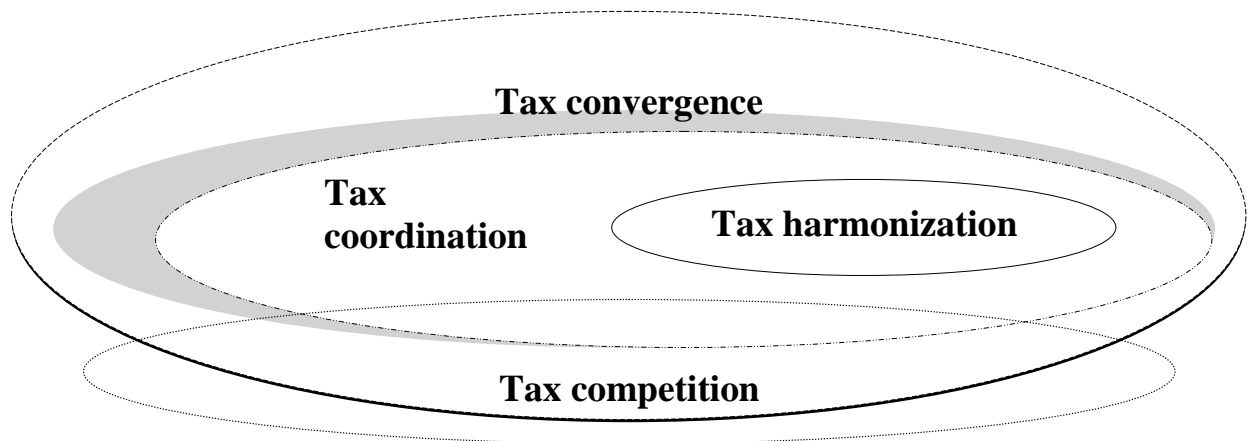 Tax convergence
Tax
coordination
Tax harmonization
Tax competition